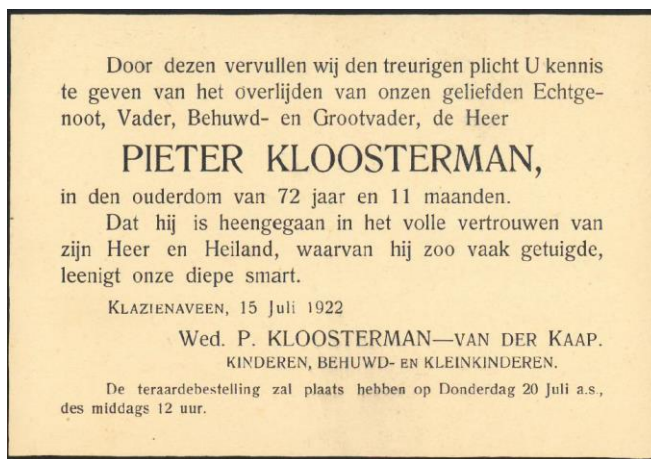 Door dezen vervullen wij den treurigen plicht U kennis
te geven van het overlijden van onzen geliefden Echtge-
noot, Vader, Behuwd- en Grootvader, de Heer
PIETER KLOOSTERMAN,
in den ouderdom van 72 jaar en 11 maanden.
Dat hij is heengegaan in het volle vertrouwen van
zijn Heer en Heiland, waarvan hij zoo vaak getuigde,
leenigt onze diepe smart.
KLAZIENAVEEN, 15 Juli 1922
Wed. P. KLOOSTERMAN—VAN DER KAAP.
KINDEREN, BEHUWD- EN KLEINKINDEREN.
De teraardebestelling zal plaats hebben op Donderdag 20 Juli a.s.,
des middags 12 uur.